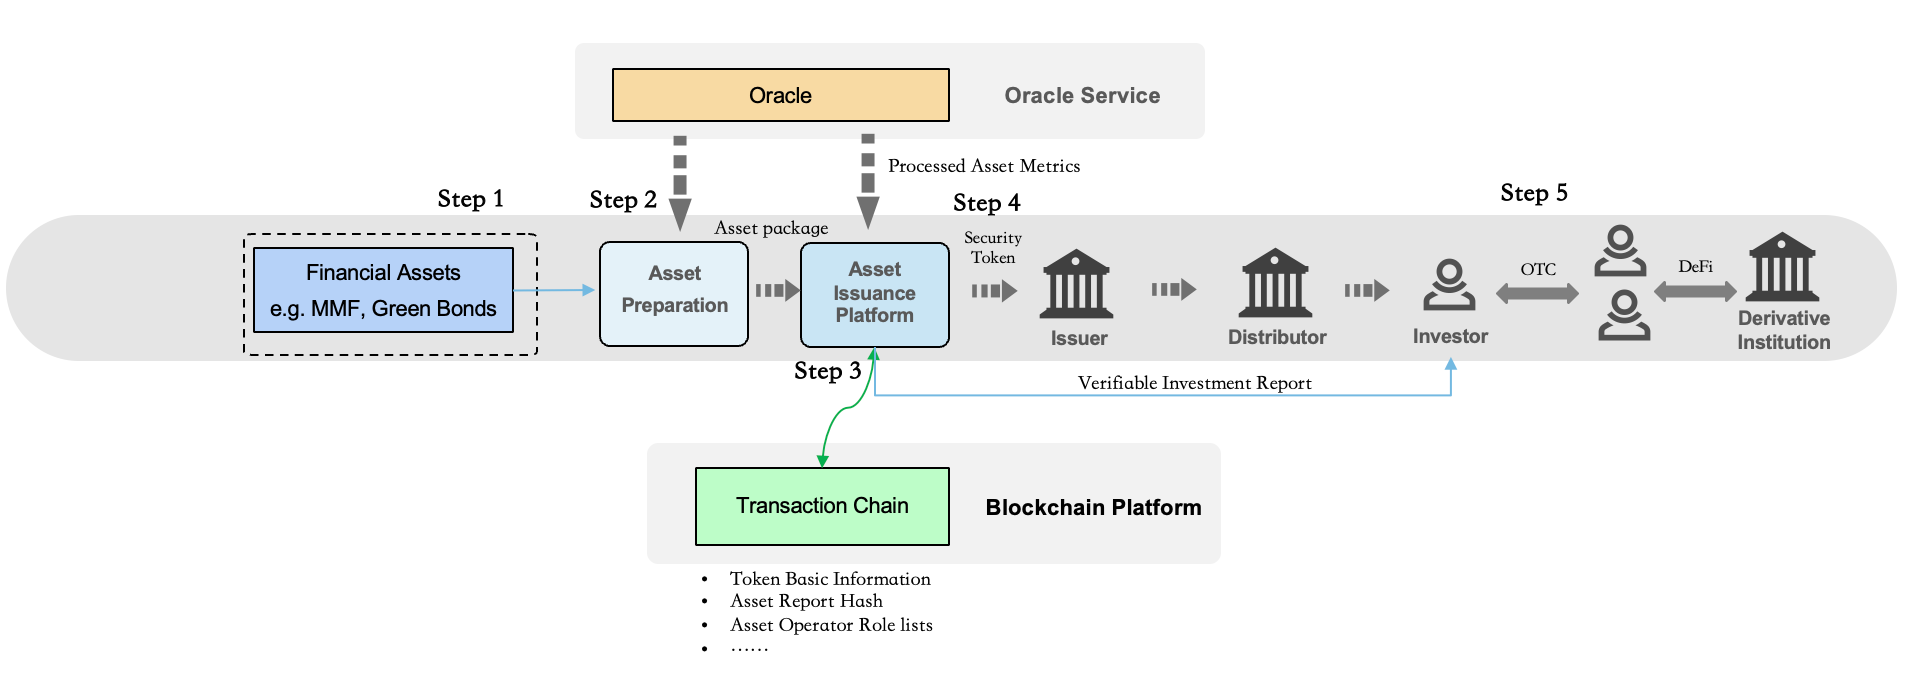 Oracle
Oracle Service
Processed Asset Metrics
Step 1
Step 2
Step 4
Step 5
Asset package
Financial Assets
e.g. MMF, Green Bonds
Asset
Preparation
Asset
Issuance
Platform
Security
Token
Issuer
Distributor
Investor
OTC
DeFi
Derivative
Institution
Step 3
Verifiable Investment Report
Transaction Chain
Blockchain Platform
• Token Basic Information
• Asset Report Hash
• Asset Operator Role lists
• ······